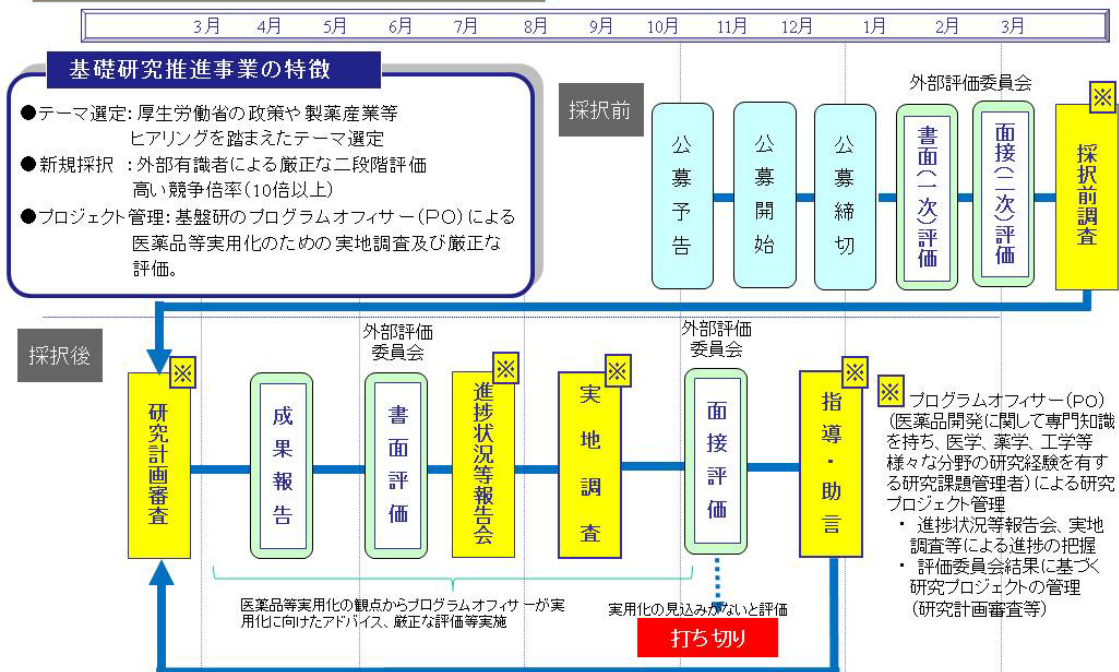 3月 4月 5月 6月 7月 8月 9月 10月 11月 12月 1月 2月 3月
基礎研究推進事業の特徴
●テーマ選定：厚生労働省の政策や製薬産業等
ヒアリングを踏まえたテーマ選定
●新規採択 ：外部有識者による厳正な二段階評価
高い競争倍率(10倍以上)
●プロジェクト管理：基盤研のプログラムオフィサー(PO)による
医薬品等実用化のための実地調査及び厳正な
評価。
採択前
公募予告
公募開始
公募締切
外部評価委員会
書面(一次)評価
面接(二次)評価
※
採択前調査
採択後
※
研究計画審査
成果報告
外部評価
委員会
書面評価
※
進捗状況等報告会
※
実地調査
外部評価
委員会
面接評価
※
指導・助言
※ プログラムオフィサー(PO)
(医薬品開発に関して専門知識
を持ち、医学、薬学、工学等
様々な分野の研究経験を有す
る研究課題管理者)による研究
プロジェクト管理
・ 進捗状況等報告会、実地
調査等による進捗の把握
・ 評価委員会結果に基づく
研究プロジェクトの管理
(研究計画審査等)
医薬品等実用化の観点からプログラムオフィサーが実
用化に向けたアドバイス、厳正な評価等実施
実用化の見込みがないと評価
打ち切り